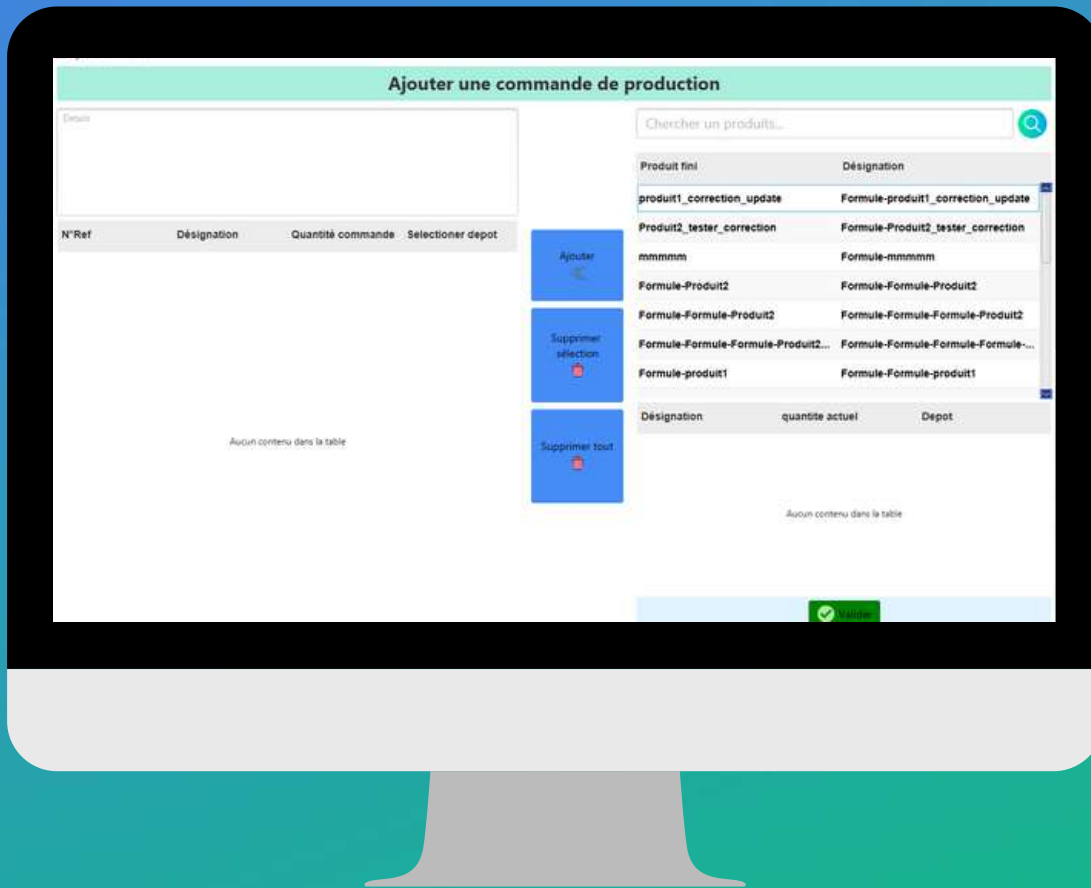 Ajouter une commande de production
Details
Chercher un produits...
Produit fini Désignation
produit1_correction_update Formule-produit1_correction_update
Produit2_tester_correction Formule-Produit2_tester_correction
mmmmm Formule-mmmmm
Formule-Produit2 Formule-Formule-Produit2
Formule-Formule-Produit2 Formule-Formule-Formule-Produit2
Formule-Formule-Formule-Produit2... Formule-Formule-Formule-Formule-...
Formule-produit1 Formule-Formule-produit1
N°Ref Désignation Quantité commande Selectioner depot
Aucun contenu dans la table
Ajouter
Supprimer
sélection
Supprimer tout
Désignation quantite actuel Depot
Aucun contenu dans la table
Valider